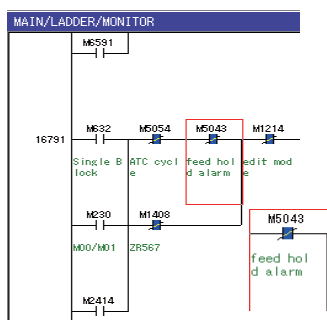 MAIN/LADDER/MONITOR
M6591
16791
M632 M5054 M5043 M1214
Single B ATC cycl feed hol edit mod
lock e d alarm e
M230 M1408
M00/M01 ZR567
M2414
M5043
feed hol
d alarm